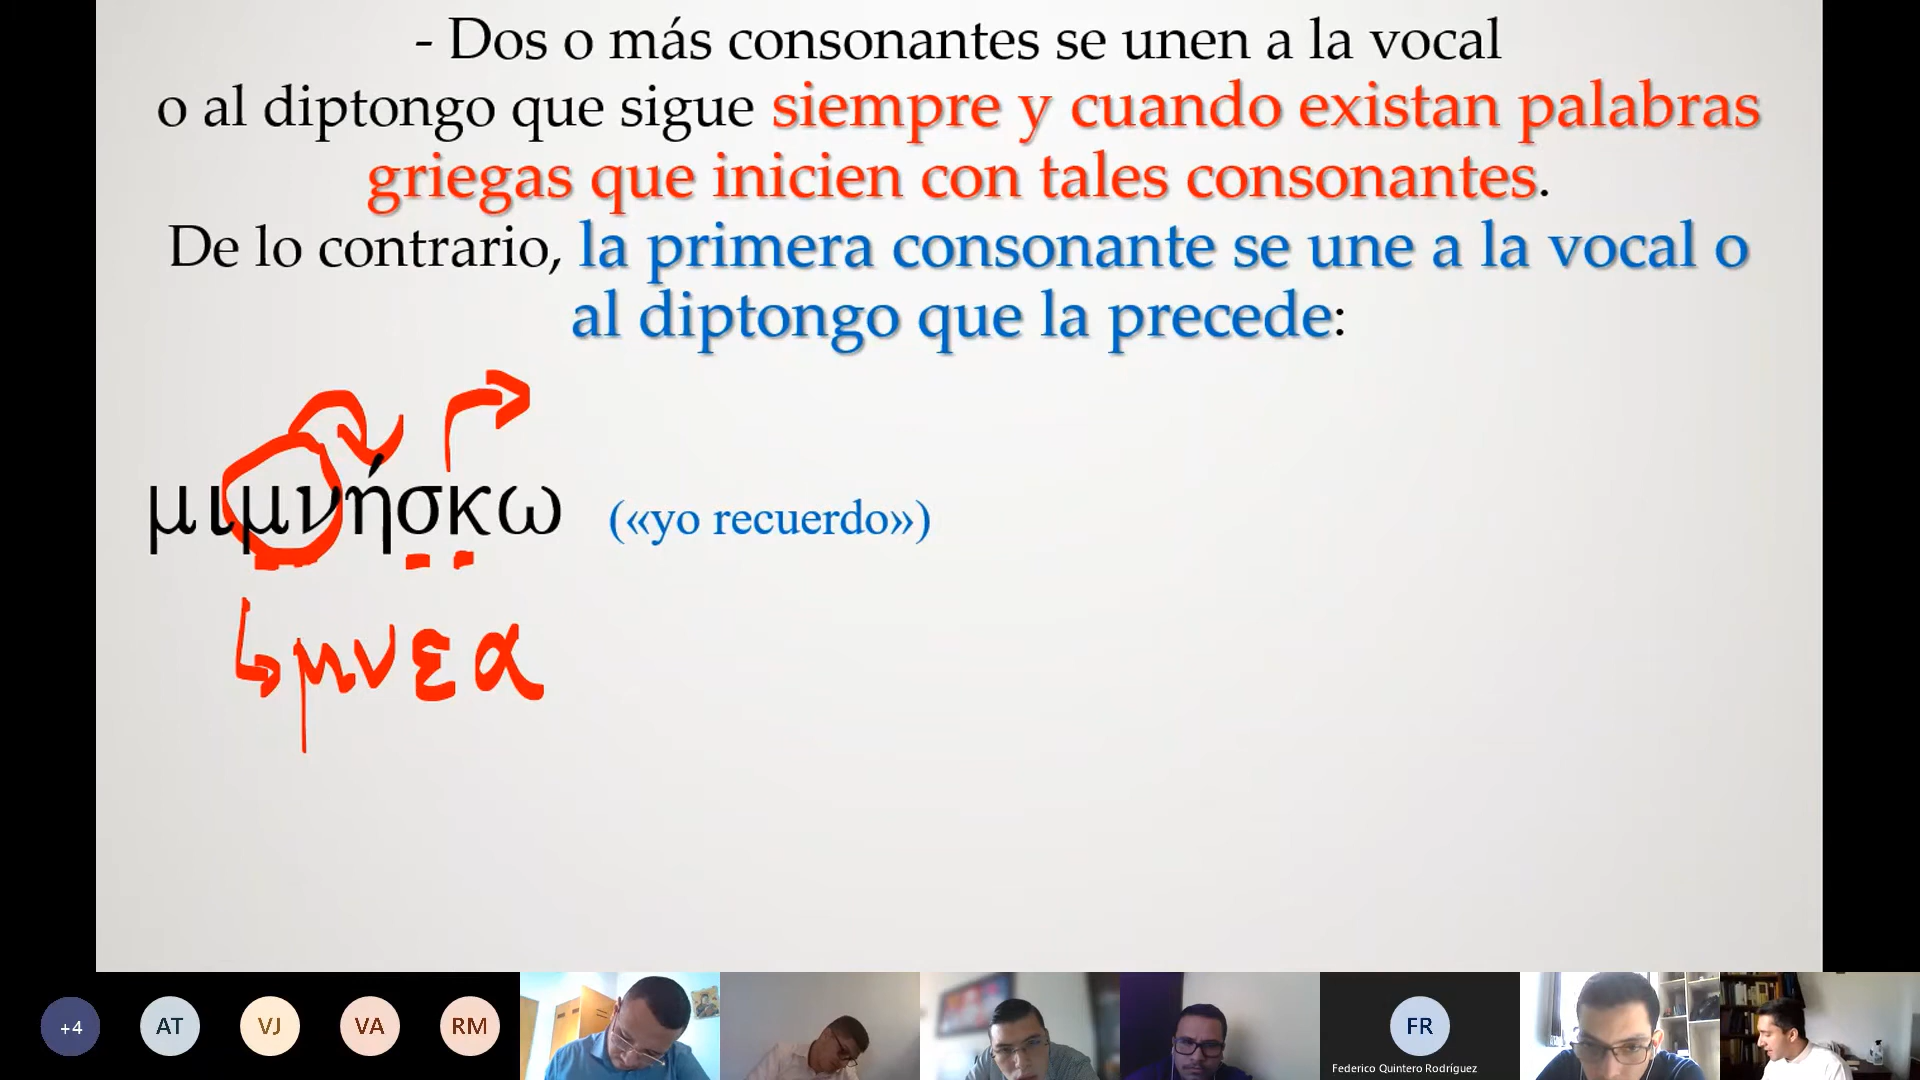 - Dos o más consonantes se unen a la vocal
o al diptongo que sigue siempre y cuando existan palabras
griegas que inicien con tales consonantes.
De lo contrario, la primera consonante se une a la vocal o
al diptongo que la precede:
μιμνήσκω («yo recuerdo»)
μνεα
+4 AT VJ VA RM FR
Federico Quintero Rodríguez